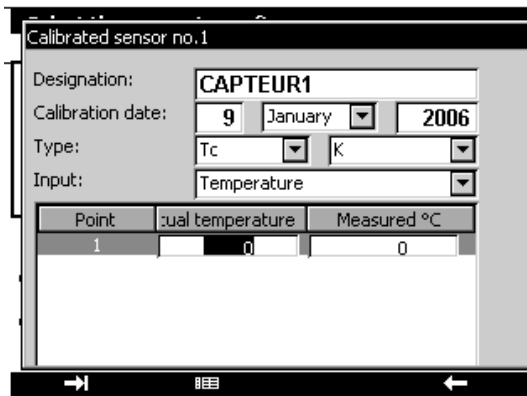 Calibrated sensor no.1
Designation: CAPTEUR1
Calibration date: 9 January 2006
Type: Tc K
Input: Temperature
Point :ual temperature Measured °C
1 0 0